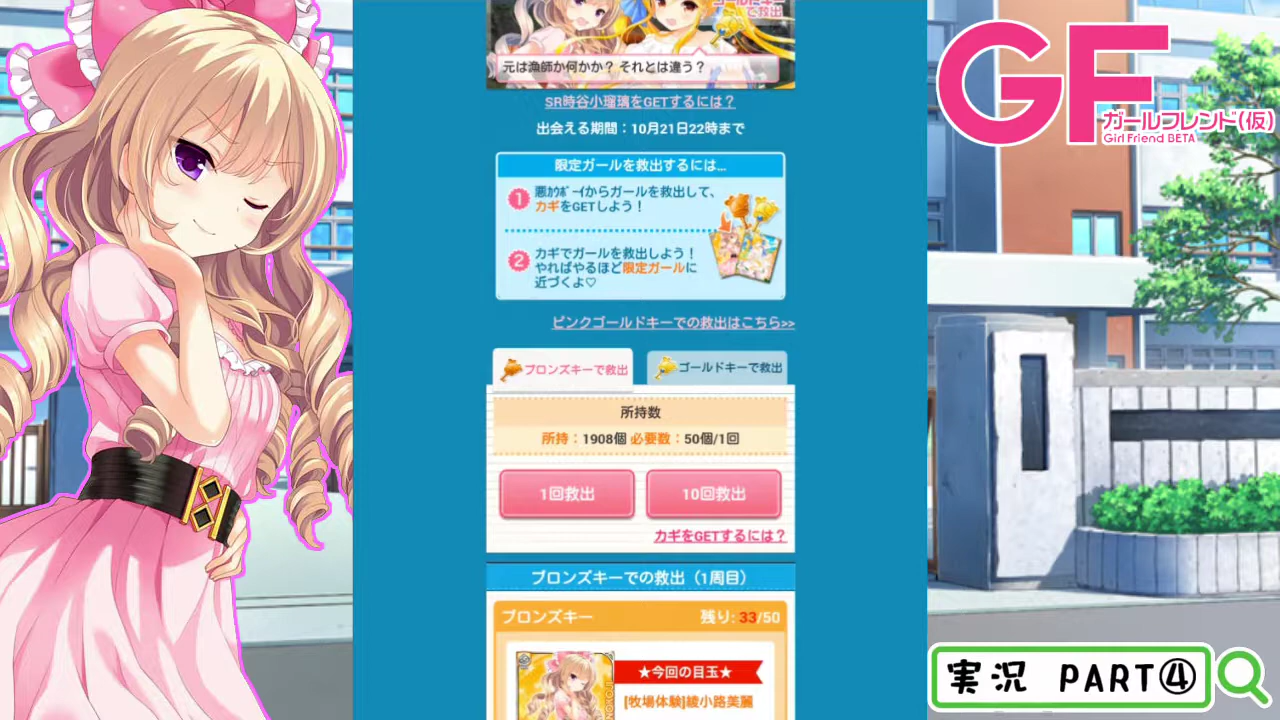 で救出
元は漁師か何かか？ それとは違う？
SR時谷小瑠璃をGETするには？
出会える期間：10月21日22時まで
限定ガールを救出するには…
1 悪ｶｳﾎﾞｰｲからガールを救出して、
カギをGETしよう！
2 カギでガールを救出しよう！
やればやるほど限定ガールに
近づくよ♡
ピンクゴールドキーでの救出はこちら>>
ブロンズキーで救出 ゴールドキーで救出
所持数
所持：1908個 必要数：50個/1回
1回救出 10回救出
カギをGETするには？
ブロンズキーでの救出（1周目）
ブロンズキー 残り: 33/50
★今回の目玉★
[牧場体験]綾小路美麗
GF
ガールフレンド(仮)
Girl Friend BETA
実況 PART④